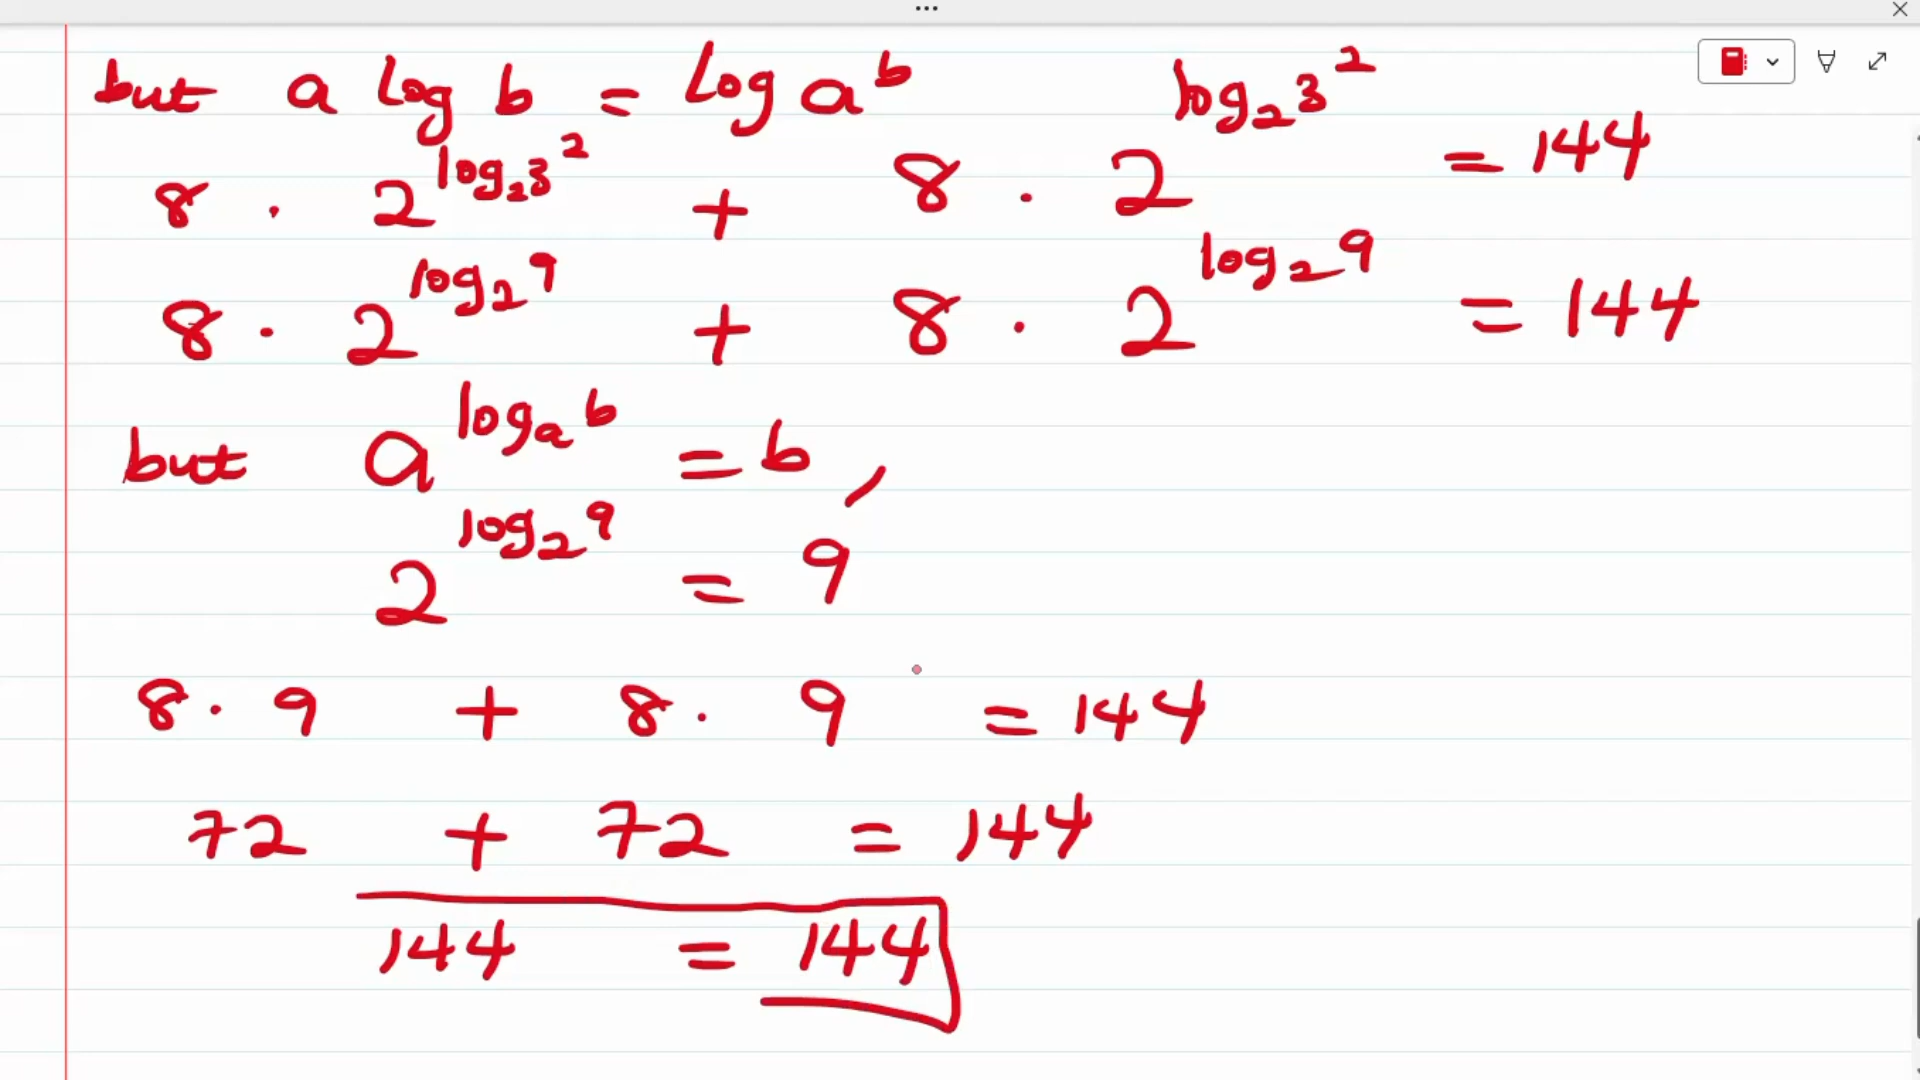 but a log b = log a^b
8 · 2^(log₂3²) + 8 · 2^(log₂3²) = 144
8 · 2^(log₂9) + 8 · 2^(log₂9) = 144
but a^(logₐb) = b,
2^(log₂9) = 9
8 · 9 + 8 · 9 = 144
72 + 72 = 144
144 = 144